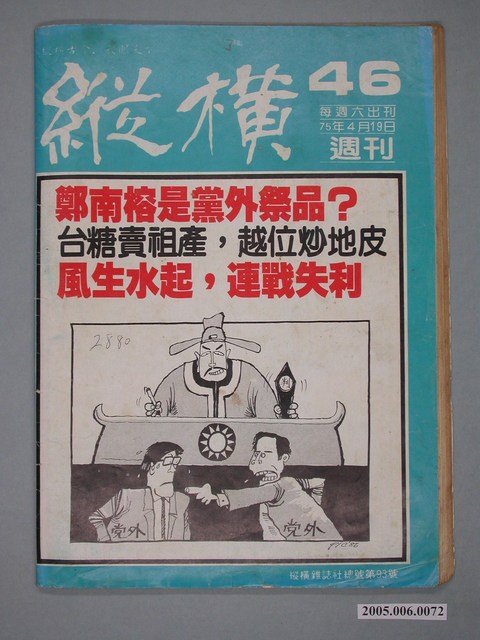 縱橫
46
每週六出刊
75年4月19日
週刊
鄭南榕是黨外祭品？
台糖賣祖產，越位炒地皮
風生水起，連戰失利
2880
判
党外
党外
縱橫雜誌社總號第93號
2005.006.0072